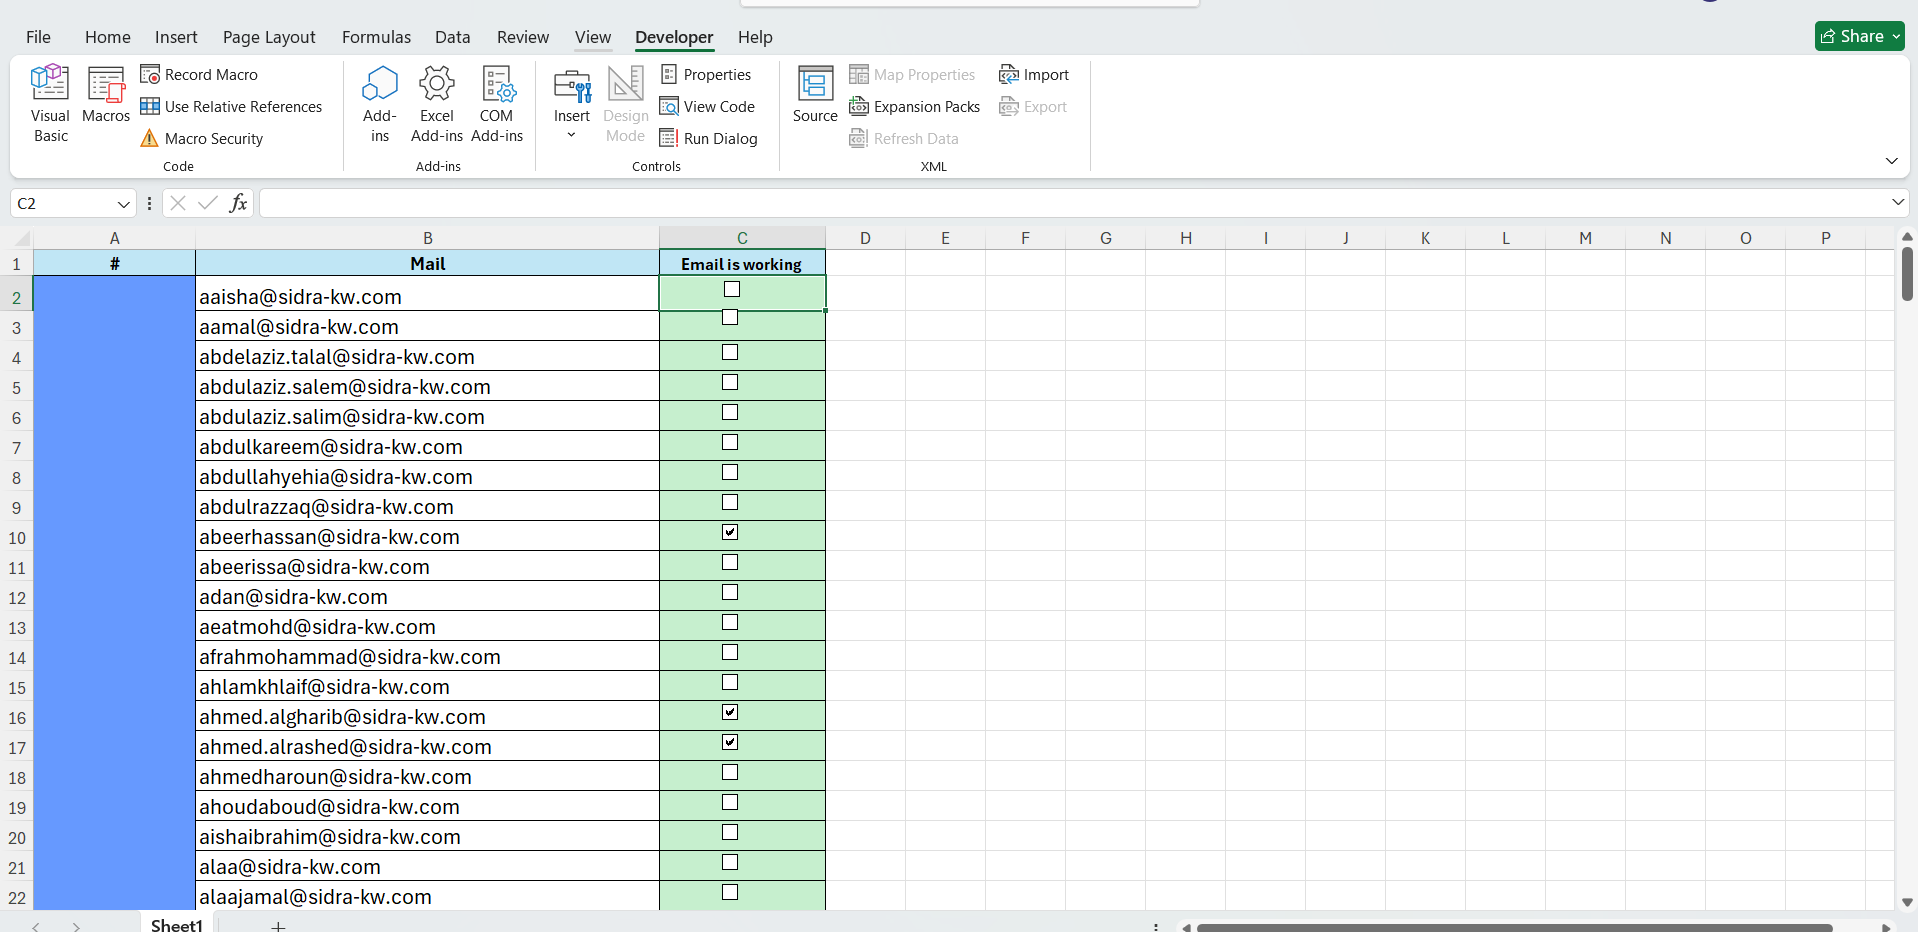 File Home Insert Page Layout Formulas Data Review View Developer Help Share
Visual Basic
Macros
Record Macro
Use Relative References
Macro Security
Code
Add-ins
Excel Add-ins
COM Add-ins
Add-ins
Insert
Design Mode
Properties
View Code
Run Dialog
Controls
Source
Map Properties
Expansion Packs
Refresh Data
Import
Export
XML
C2 fx
A B C D E F G H I J K L M N O P
1 # Mail Email is working
2 aaisha@sidra-kw.com
3 aamal@sidra-kw.com
4 abdelaziz.talal@sidra-kw.com
5 abdulaziz.salem@sidra-kw.com
6 abdulaziz.salim@sidra-kw.com
7 abdulkareem@sidra-kw.com
8 abdullahyehia@sidra-kw.com
9 abdulrazzaq@sidra-kw.com
10 abeerhassan@sidra-kw.com
11 abeerissa@sidra-kw.com
12 adan@sidra-kw.com
13 aeatmohd@sidra-kw.com
14 afrahmohammad@sidra-kw.com
15 ahlamkhlaif@sidra-kw.com
16 ahmed.algharib@sidra-kw.com
17 ahmed.alrashed@sidra-kw.com
18 ahmedharoun@sidra-kw.com
19 ahoudaboud@sidra-kw.com
20 aishaibrahim@sidra-kw.com
21 alaa@sidra-kw.com
22 alaajamal@sidra-kw.com
Sheet1